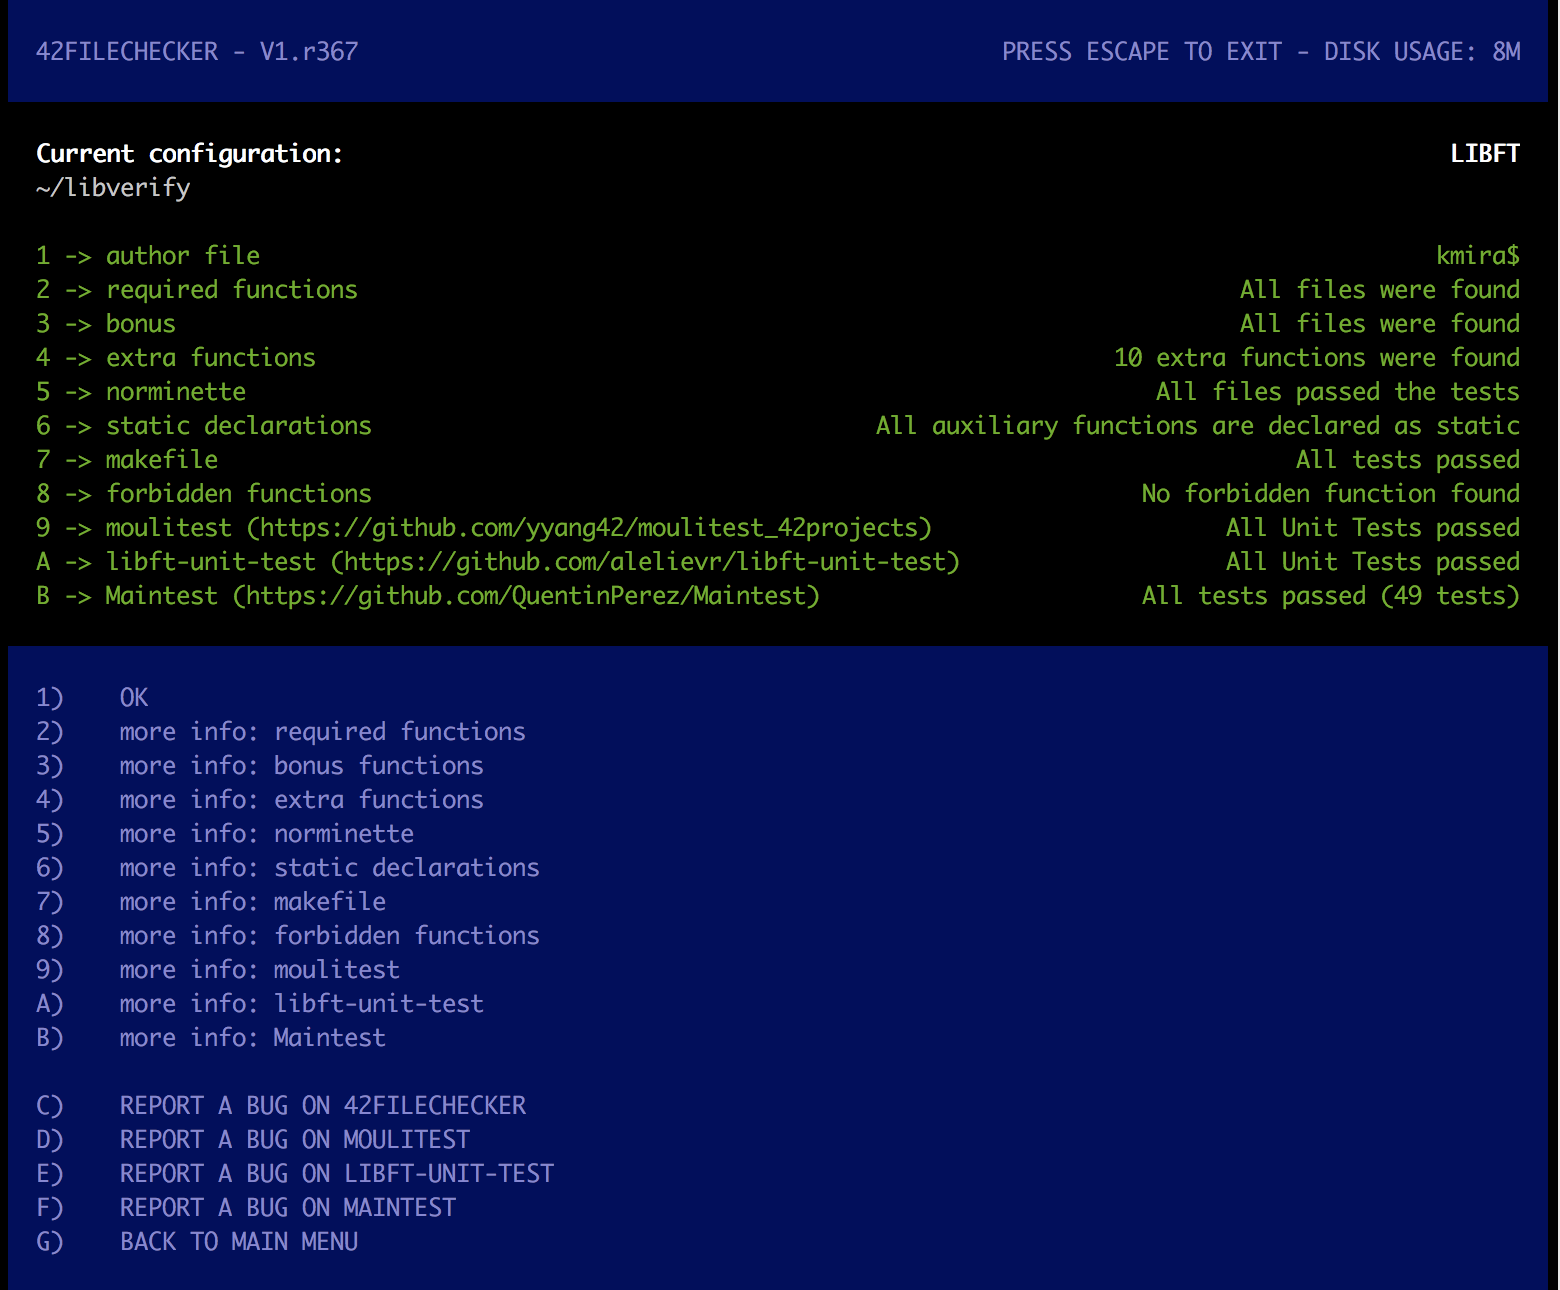 42FILECHECKER - V1.r367 PRESS ESCAPE TO EXIT - DISK USAGE: 8M
Current configuration: LIBFT
~/libverify
1 -> author file kmira$
2 -> required functions All files were found
3 -> bonus All files were found
4 -> extra functions 10 extra functions were found
5 -> norminette All files passed the tests
6 -> static declarations All auxiliary functions are declared as static
7 -> makefile All tests passed
8 -> forbidden functions No forbidden function found
9 -> moulitest (https://github.com/yyang42/moulitest_42projects) All Unit Tests passed
A -> libft-unit-test (https://github.com/alelievr/libft-unit-test) All Unit Tests passed
B -> Maintest (https://github.com/QuentinPerez/Maintest) All tests passed (49 tests)
1) OK
2) more info: required functions
3) more info: bonus functions
4) more info: extra functions
5) more info: norminette
6) more info: static declarations
7) more info: makefile
8) more info: forbidden functions
9) more info: moulitest
A) more info: libft-unit-test
B) more info: Maintest
C) REPORT A BUG ON 42FILECHECKER
D) REPORT A BUG ON MOULITEST
E) REPORT A BUG ON LIBFT-UNIT-TEST
F) REPORT A BUG ON MAINTEST
G) BACK TO MAIN MENU